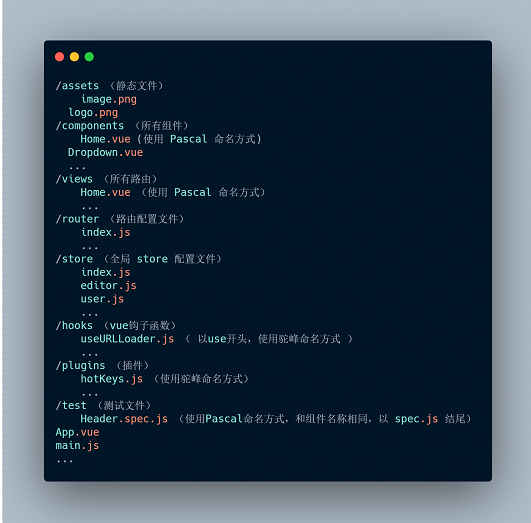 /assets （静态文件）
    image.png
  logo.png
/components （所有组件）
    Home.vue (使用 Pascal 命名方式)
  Dropdown.vue
  ...
/views （所有路由）
    Home.vue （使用 Pascal 命名方式）
    ...
/router （路由配置文件）
    index.js
    ...
/store （全局 store 配置文件）
    index.js
    editor.js
    user.js
    ...
/hooks （vue钩子函数）
    useURLLoader.js （ 以use开头，使用驼峰命名方式 ）
    ...
/plugins （插件）
    hotKeys.js （使用驼峰命名方式）
    ...
/test （测试文件）
    Header.spec.js （使用Pascal命名方式，和组件名称相同，以 spec.js 结尾）
App.vue
main.js
...